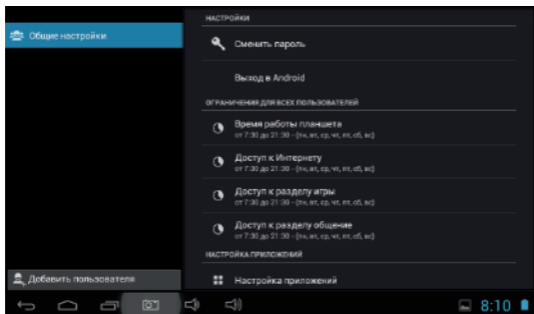 НАСТРОЙКИ
Общие настройки
Сменить пароль
Выход в Android
ОГРАНИЧЕНИЯ ДЛЯ ВСЕХ ПОЛЬЗОВАТЕЛЕЙ
Время работы планшета
от 7:30 до 21:30 - (пн, вт, ср, чт, пт, сб, вс)
Доступ к Интернету
от 7:30 до 21:30 - (пн, вт, ср, чт, пт, сб, вс)
Доступ к разделу игры
от 7:30 до 21:30 - (пн, вт, ср, чт, пт, сб, вс)
Доступ к разделу общение
от 7:30 до 21:30 - (пн, вт, ср, чт, пт, сб, вс)
НАСТРОЙКА ПРИЛОЖЕНИЙ
Добавить пользователя
Настройка приложений
8:10